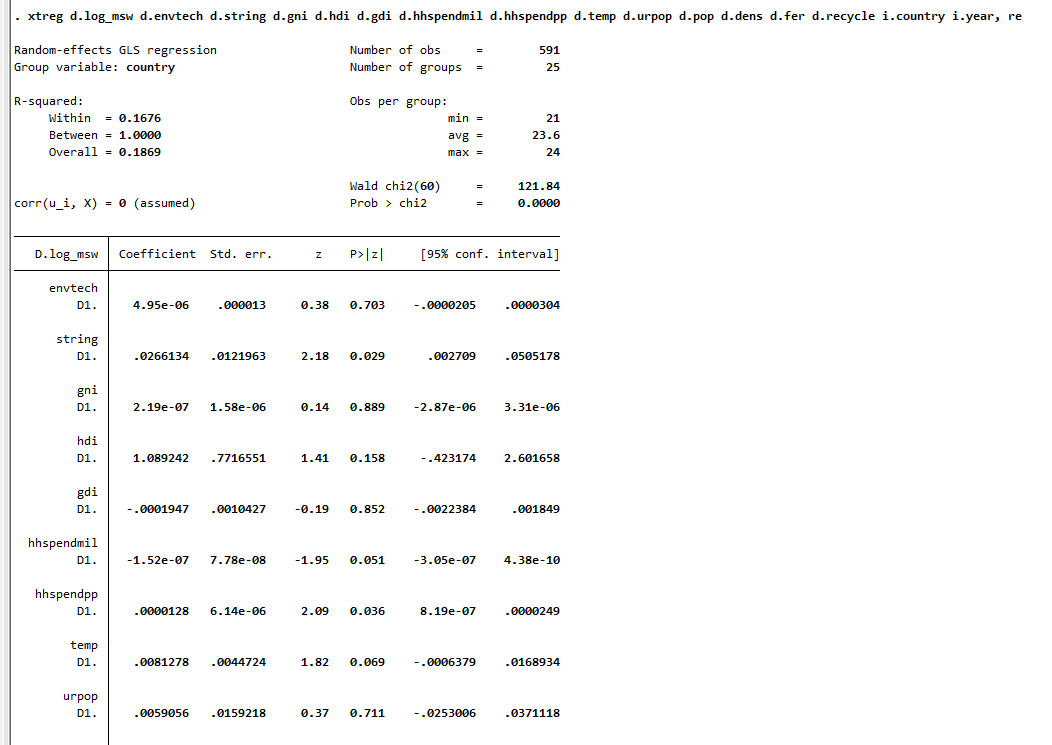 . xtreg d.log_msw d.envtech d.string d.gni d.hdi d.gdi d.hhspendmil d.hhspendpp d.temp d.urpop d.pop d.dens d.fer d.recycle i.country i.year, re
Random-effects GLS regression Number of obs = 591
Group variable: country Number of groups = 25
R-squared: Obs per group:
Within = 0.1676 min = 21
Between = 1.0000 avg = 23.6
Overall = 0.1869 max = 24
Wald chi2(60) = 121.84
corr(u_i, X) = 0 (assumed) Prob > chi2 = 0.0000
D.log_msw Coefficient Std. err. z P>|z| [95% conf. interval]
envtech
D1. 4.95e-06 .000013 0.38 0.703 -.0000205 .0000304
string
D1. .0266134 .0121963 2.18 0.029 .002709 .0505178
gni
D1. 2.19e-07 1.58e-06 0.14 0.889 -2.87e-06 3.31e-06
hdi
D1. 1.089242 .7716551 1.41 0.158 -.423174 2.601658
gdi
D1. -.0001947 .0010427 -0.19 0.852 -.0022384 .001849
hhspendmil
D1. -1.52e-07 7.78e-08 -1.95 0.051 -3.05e-07 4.38e-10
hhspendpp
D1. .0000128 6.14e-06 2.09 0.036 8.19e-07 .0000249
temp
D1. .0081278 .0044724 1.82 0.069 -.0006379 .0168934
urpop
D1. .0059056 .0159218 0.37 0.711 -.0253006 .0371118